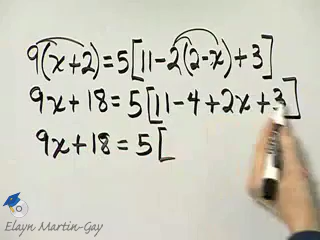 9(x+2)=5[11-2(2-x)+3]
9x+18=5[11-4+2x+3]
9x+18=5[
Elayn Martin-Gay